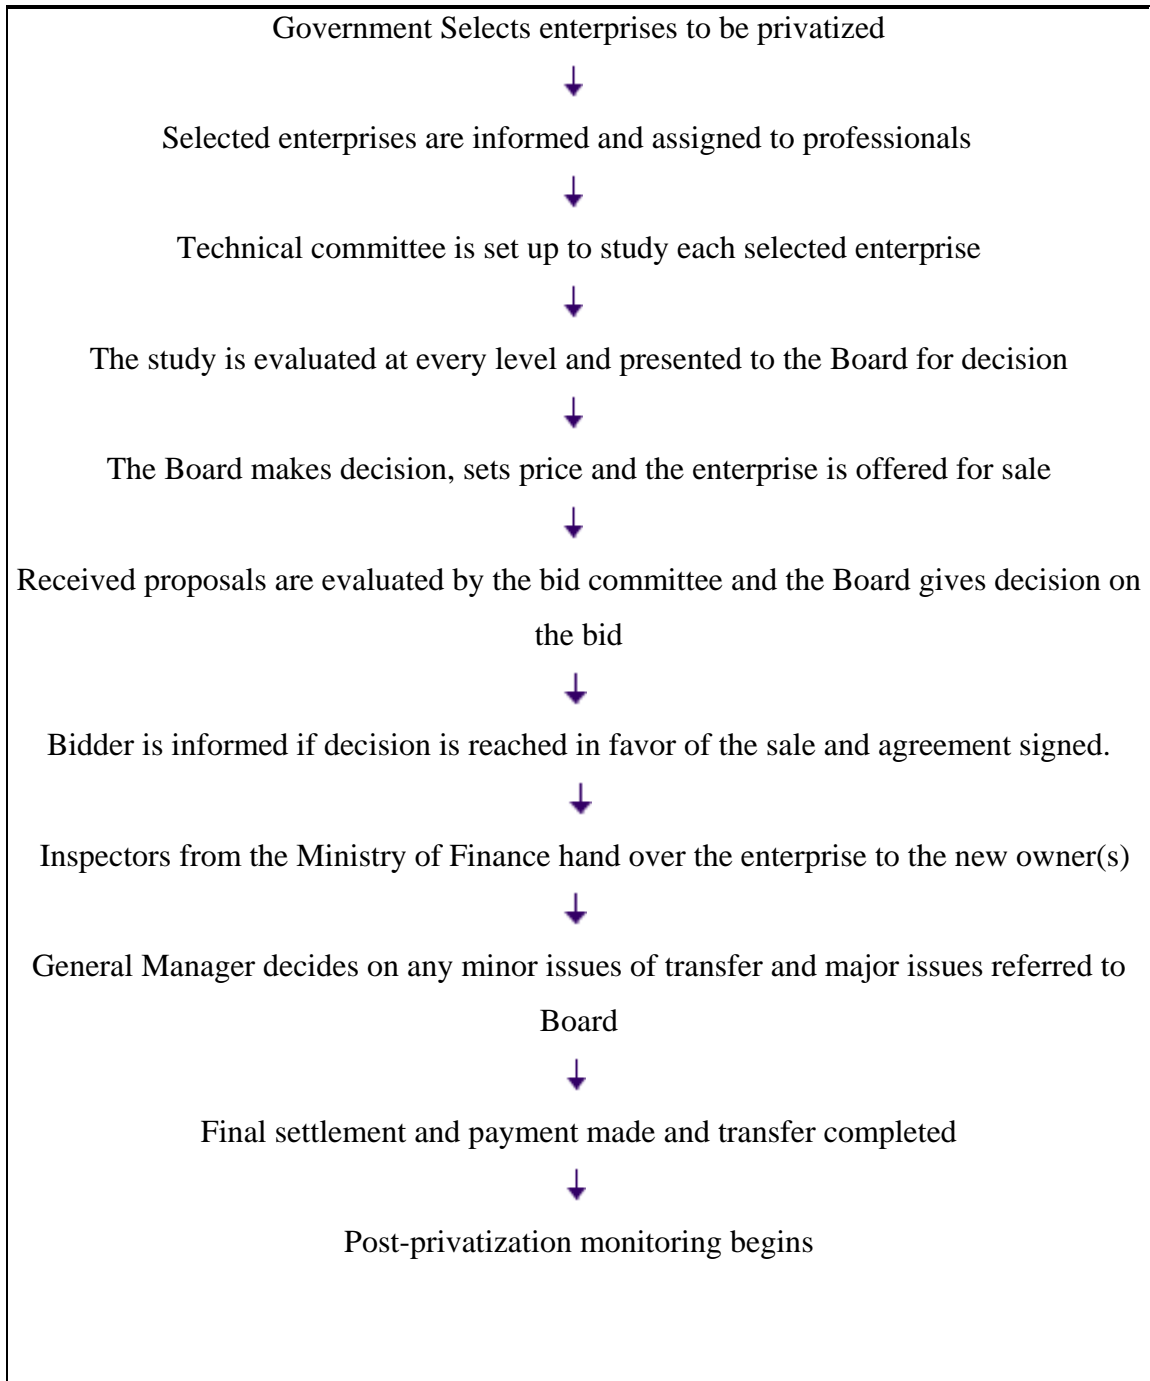 Government Selects enterprises to be privatized
Selected enterprises are informed and assigned to professionals
Technical committee is set up to study each selected enterprise
The study is evaluated at every level and presented to the Board for decision
The Board makes decision, sets price and the enterprise is offered for sale
Received proposals are evaluated by the bid committee and the Board gives decision on
the bid
Bidder is informed if decision is reached in favor of the sale and agreement signed.
Inspectors from the Ministry of Finance hand over the enterprise to the new owner(s)
General Manager decides on any minor issues of transfer and major issues referred to
Board
Final settlement and payment made and transfer completed
Post-privatization monitoring begins